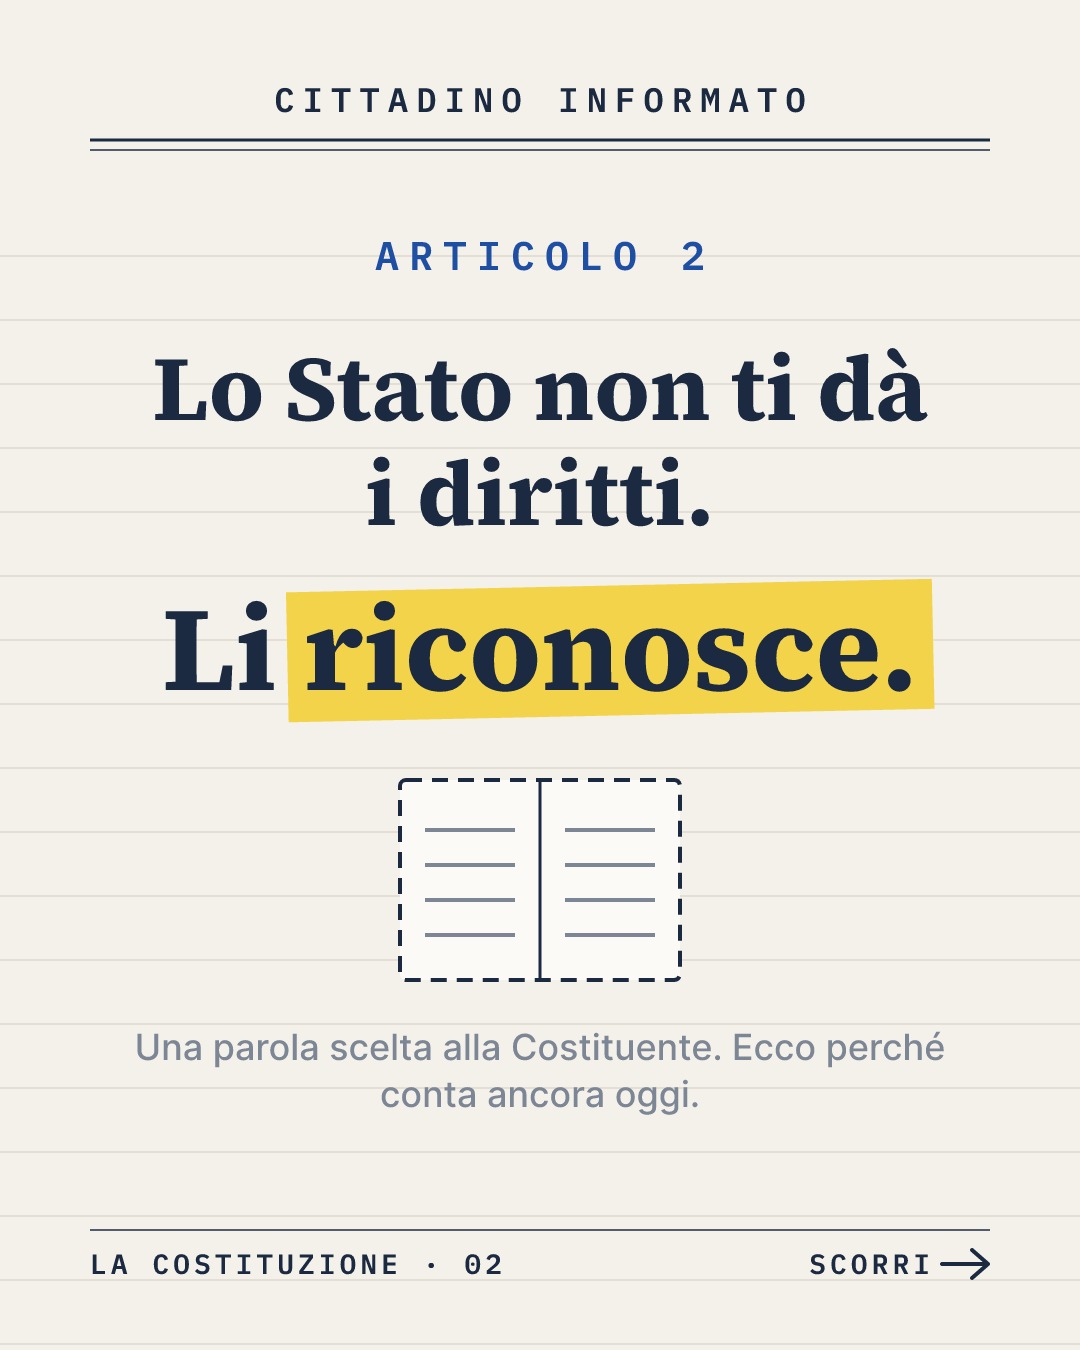 CITTADINO INFORMATO
ARTICOLO 2
Lo Stato non ti dà
i diritti.
Li riconsce.
Una parola scelta alla Costituente. Ecco perché
conta ancora oggi.
LA COSTITUZIONE · 02
SCORRI